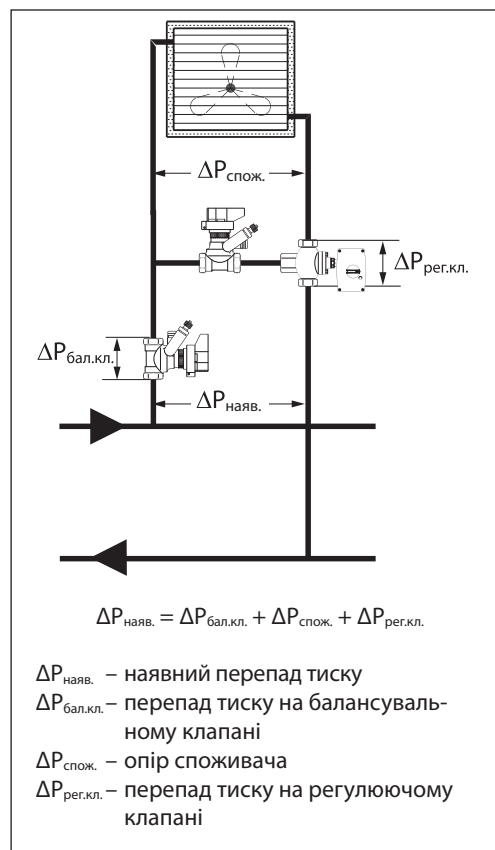 ΔPспож.
ΔPрег.кл.
ΔPбал.кл.
ΔPнаяв.
ΔPнаяв. = ΔPбал.кл. + ΔPспож. + ΔPрег.кл.
ΔPнаяв. – наявний перепад тиску
ΔPбал.кл. – перепад тиску на балансуваль-
ному клапані
ΔPспож. – опір споживача
ΔPрег.кл. – перепад тиску на регулюючому
клапані